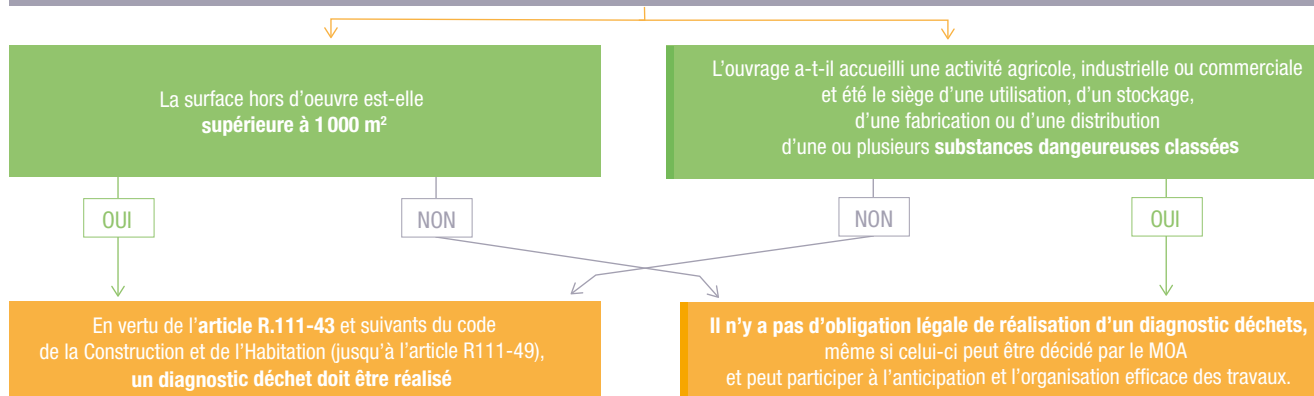 La surface hors d'oeuvre est-elle
supérieure à 1 000 m²
L'ouvrage a-t-il accueilli une activité agricole, industrielle ou commerciale
et été le siège d'une utilisation, d'un stockage,
d'une fabrication ou d'une distribution
d'une ou plusieurs substances dangeureuses classées
OUI
NON
NON
OUI
En vertu de l'article R.111-43 et suivants du code
de la Construction et de l'Habitation (jusqu'à l'article R111-49),
un diagnostic déchet doit être réalisé
Il n'y a pas d'obligation légale de réalisation d'un diagnostic déchets,
même si celui-ci peut être décidé par le MOA
et peut participer à l'anticipation et l'organisation efficace des travaux.